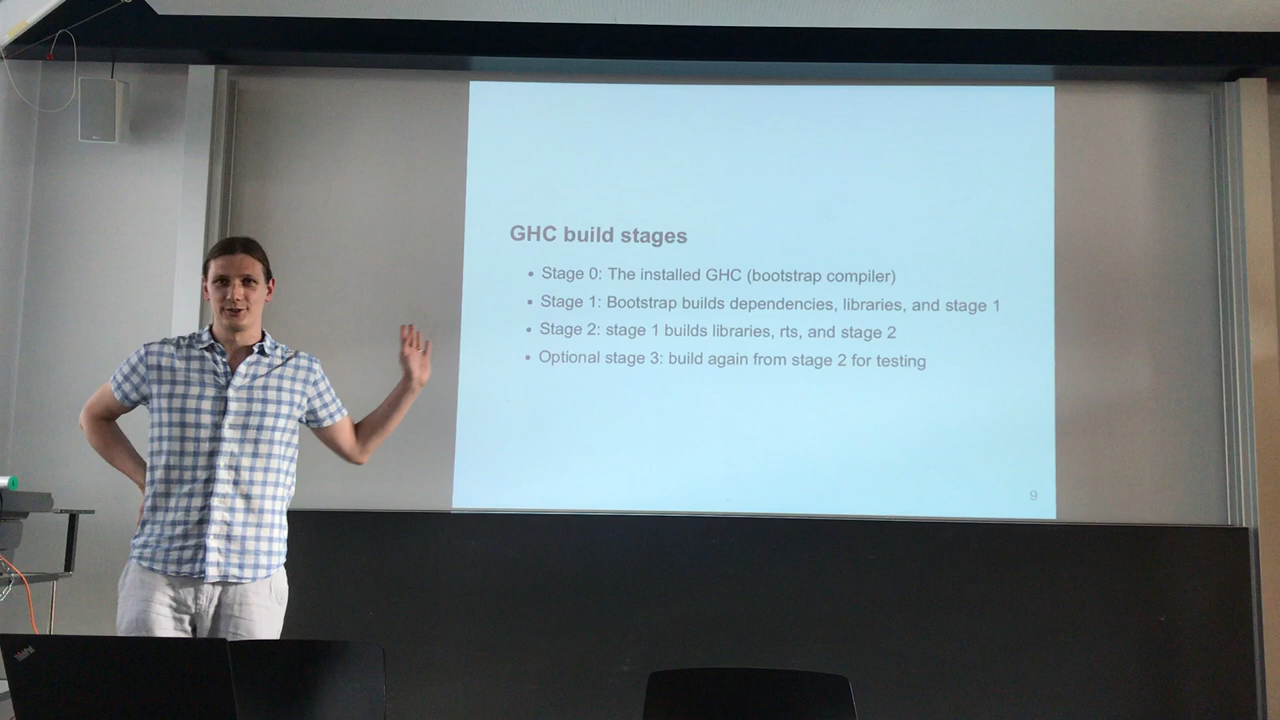 GHC build stages
• Stage 0: The installed GHC (bootstrap compiler)
• Stage 1: Bootstrap builds dependencies, libraries, and stage 1
• Stage 2: stage 1 builds libraries, rts, and stage 2
• Optional stage 3: build again from stage 2 for testing
9
ThinkPad